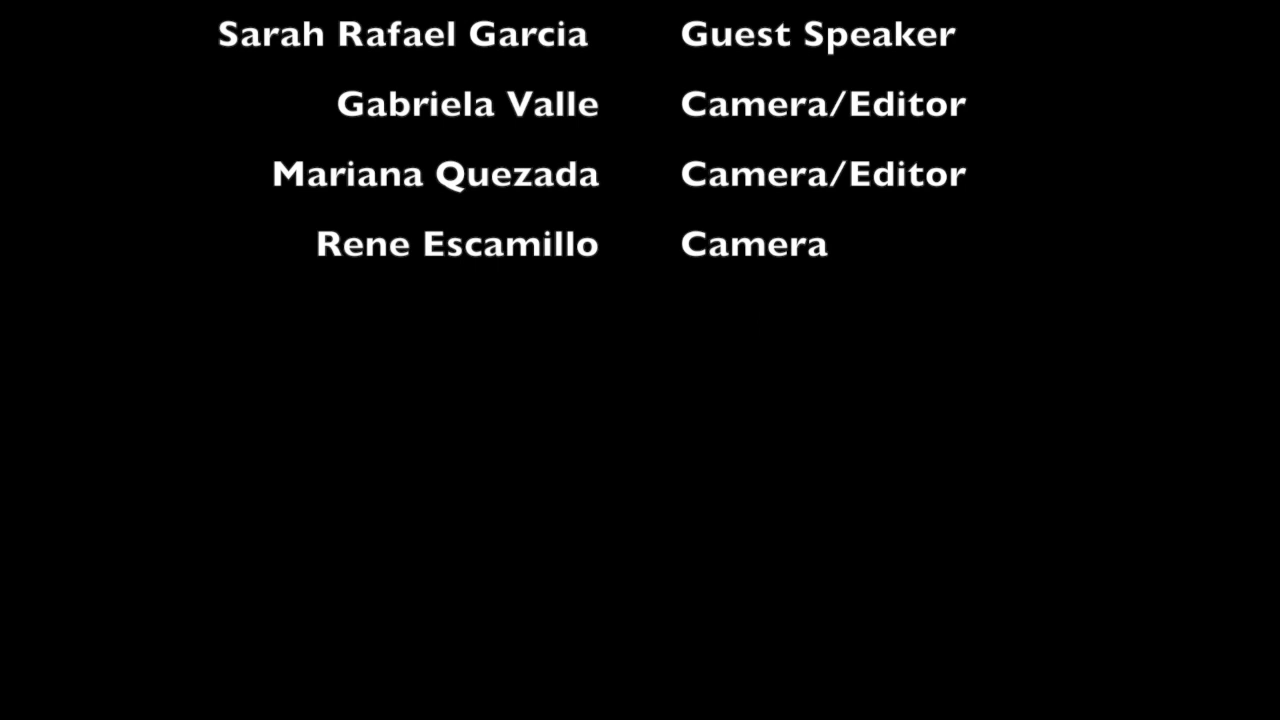 Sarah Rafael Garcia Guest Speaker
Gabriela Valle Camera/Editor
Mariana Quezada Camera/Editor
Rene Escamillo Camera